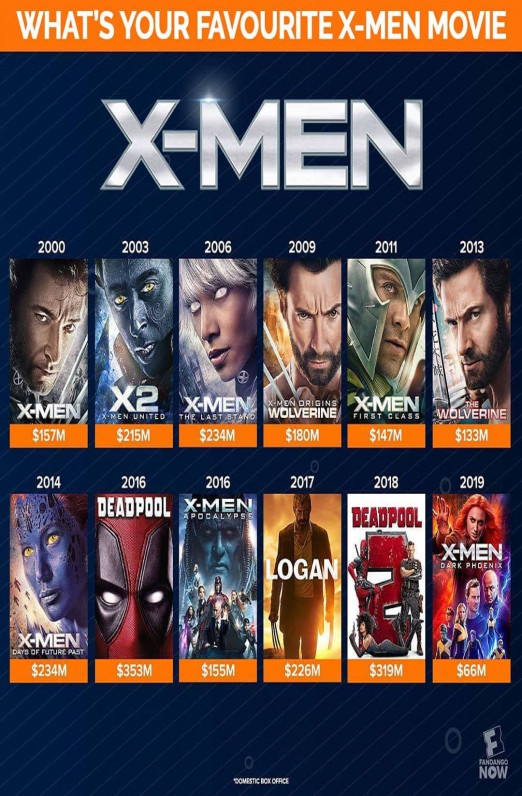 WHAT'S YOUR FAVOURITE X-MEN MOVIE
X-MEN
2000 2003 2006 2009 2011 2013
X-MEN
X2
X-MEN UNITED
X-MEN
THE LAST STAND
X-MEN ORIGINS
WOLVERINE
X-MEN
FIRST CLASS
THE
WOLVERINE
$157M $215M $234M $180M $147M $133M
2014 2016 2016 2017 2018 2019
X-MEN
DAYS OF FUTURE PAST
DEADPOOL
X-MEN
APOCALYPSE
LOGAN
DEADPOOL
2
X-MEN
DARK PHOENIX
$234M $353M $155M $226M $319M $66M
F
FANDANGO
NOW
*DOMESTIC BOX OFFICE